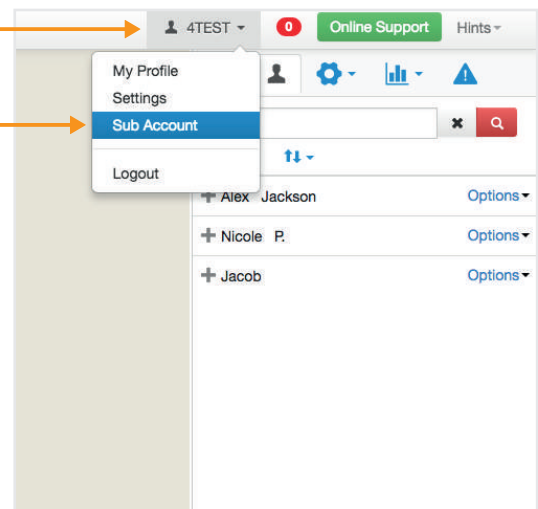 4TEST 0 Online Support Hints
My Profile
Settings
Sub Account
Logout
Alex Jackson Options
Nicole P. Options
Jacob Options